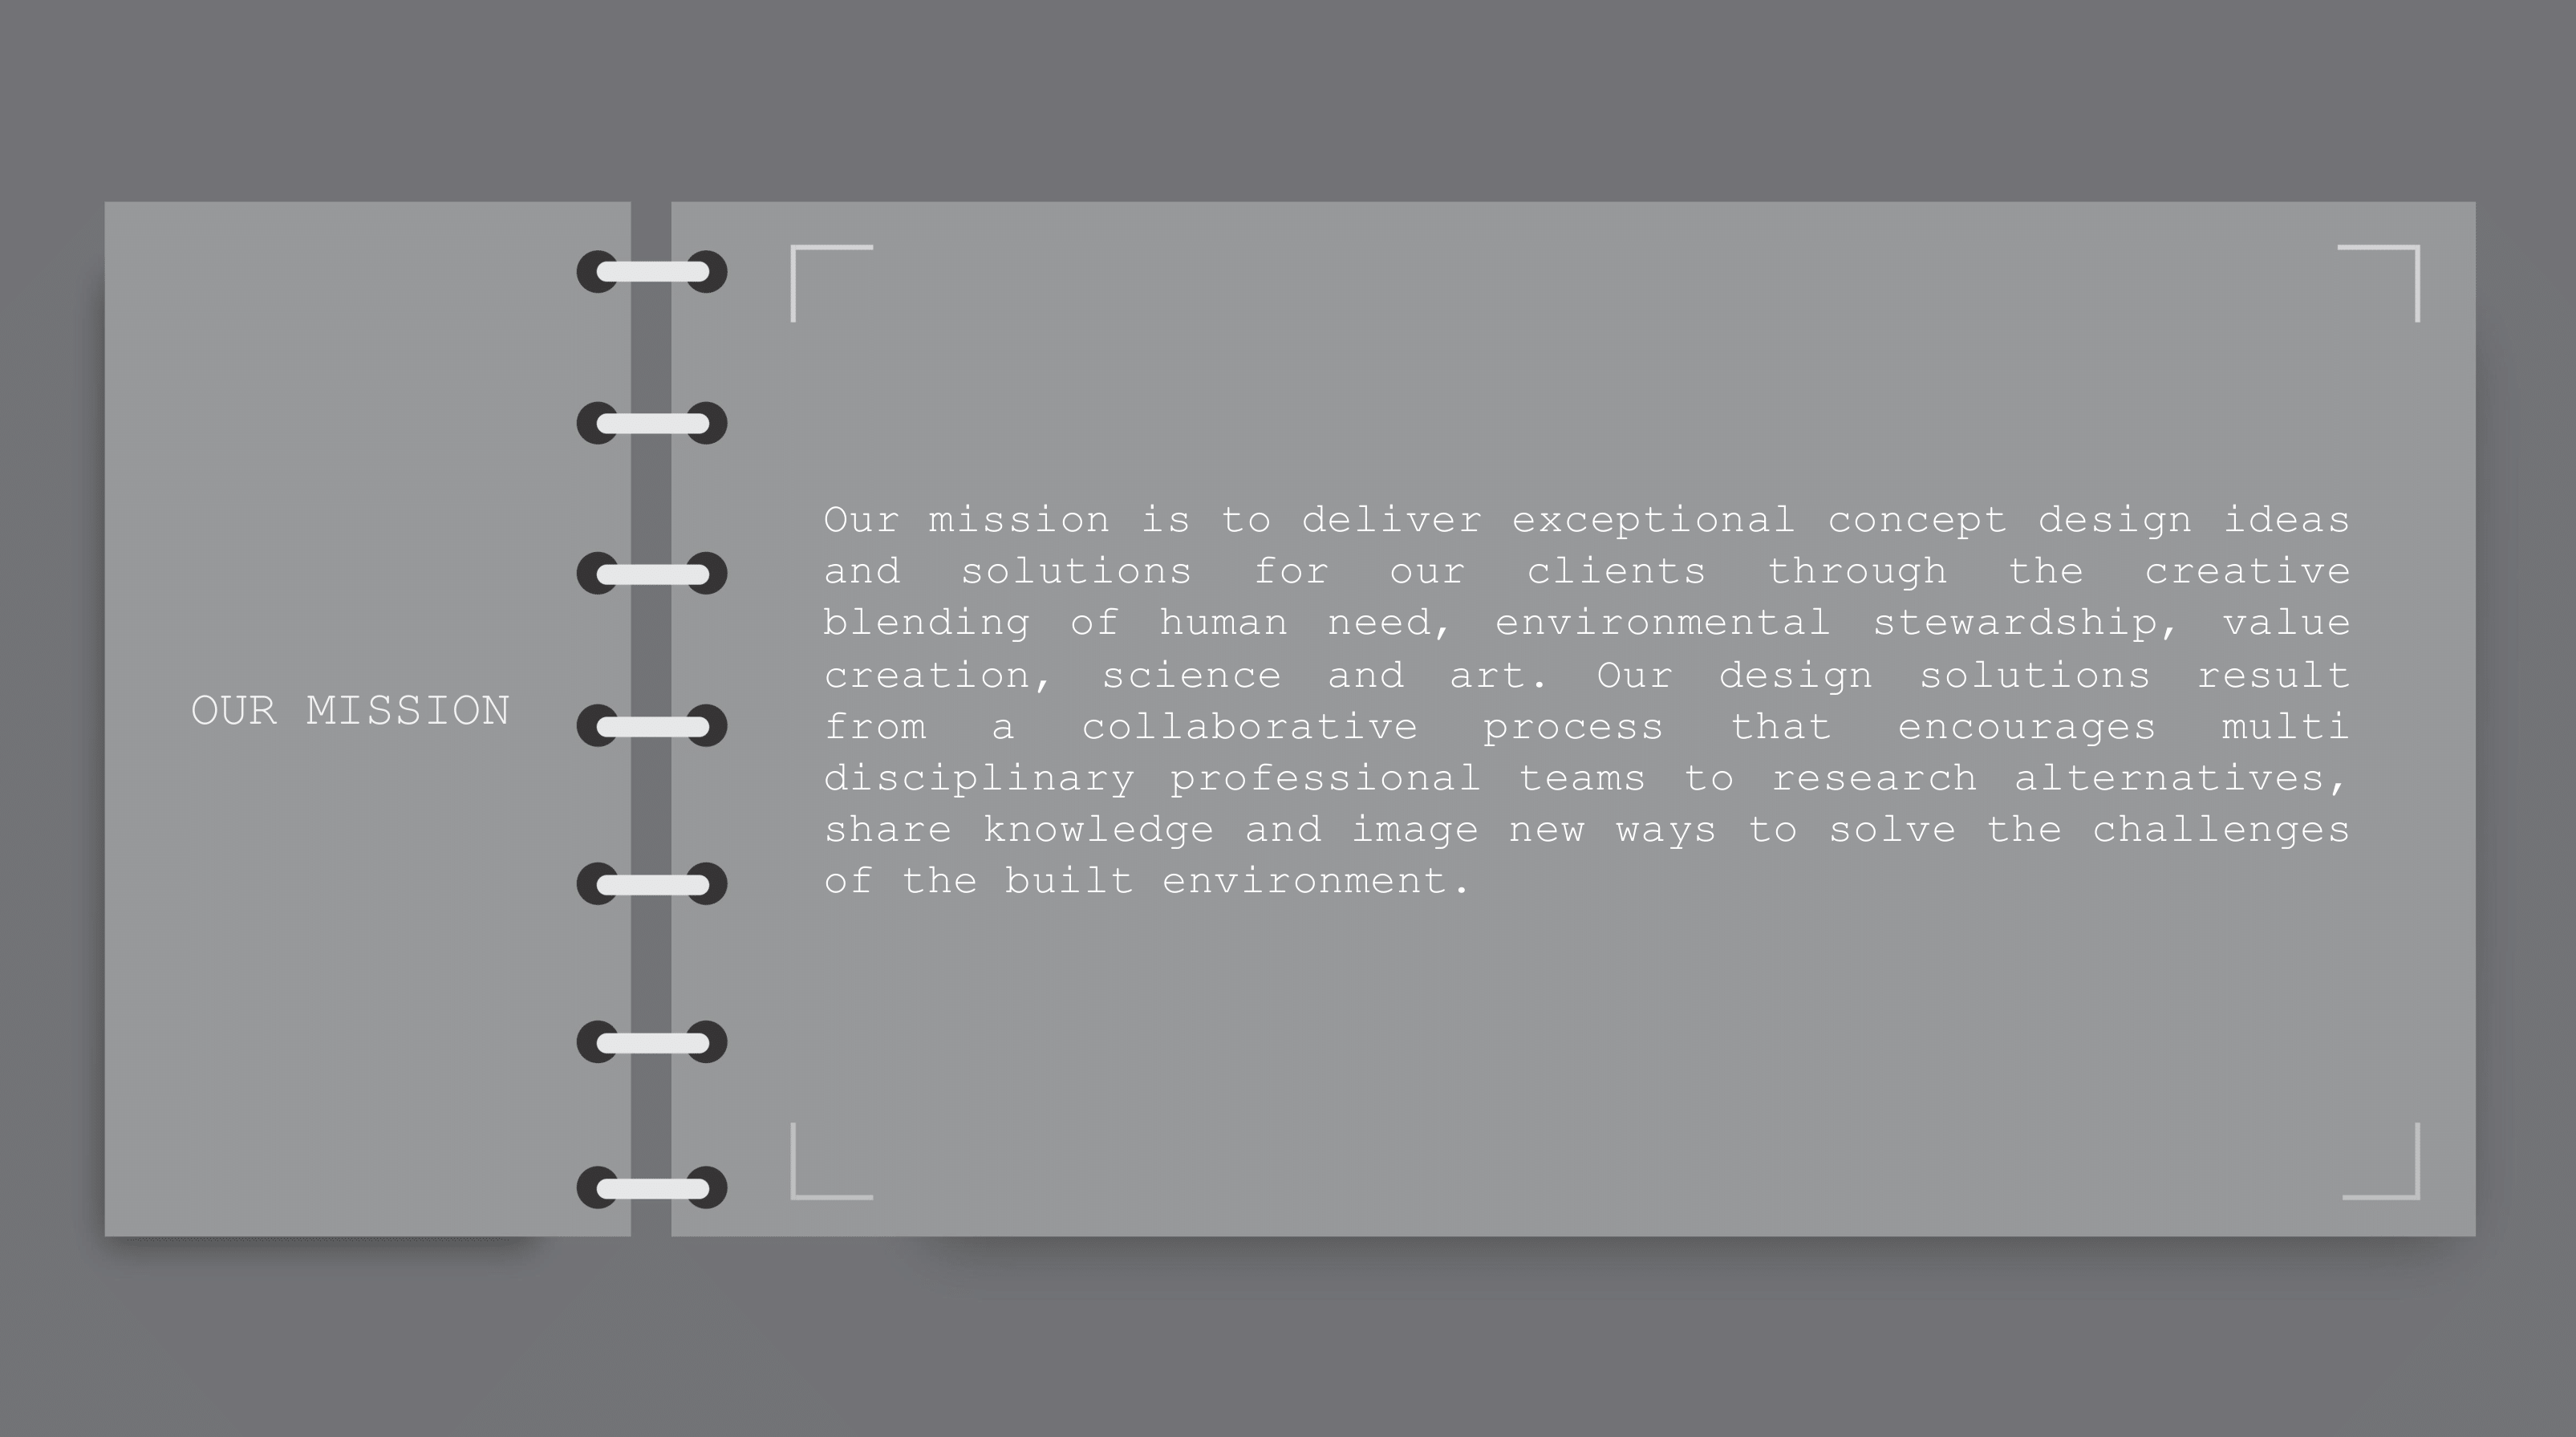 OUR MISSION
Our mission is to deliver exceptional concept design ideas
and solutions for our clients through the creative
blending of human need, environmental stewardship, value
creation, science and art. Our design solutions result
from a collaborative process that encourages multi
disciplinary professional teams to research alternatives,
share knowledge and image new ways to solve the challenges
of the built environment.